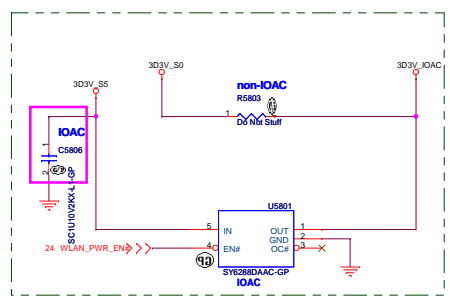 3D3V_S0
3D3V_IOAC
3D3V_S5
non-IOAC
R5803
1
Do Not Stuff
IOAC
1
C5806
2
SC1U10V2KX-L1-GP
U5801
5 IN
OUT 1
GND 2
24 WLAN_PWR_EN#
4 EN#
OC# 3
SY6288DAAC-GP
IOAC